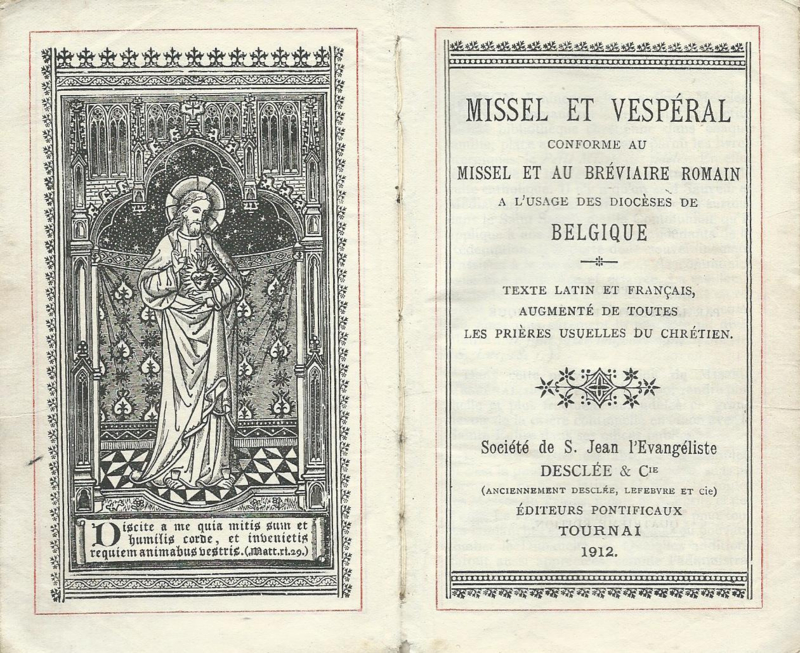 Discite a me quia mitis sum et
humilis corde, et invenietis
requiem animabus vestris. (Matt. xi. 29.)
MISSEL ET VESPÉRAL
CONFORME AU
MISSEL ET AU BRÉVIAIRE ROMAIN
A L'USAGE DES DIOCÈSES DE
BELGIQUE
TEXTE LATIN ET FRANÇAIS,
AUGMENTÉ DE TOUTES
LES PRIÈRES USUELLES DU CHRÉTIEN.
Société de S. Jean l'Evangéliste
DESCLÉE & CIE
(ANCIENNEMENT DESCLÉE, LEFEBVRE ET Cie)
ÉDITEURS PONTIFICAUX
TOURNAI
1912.